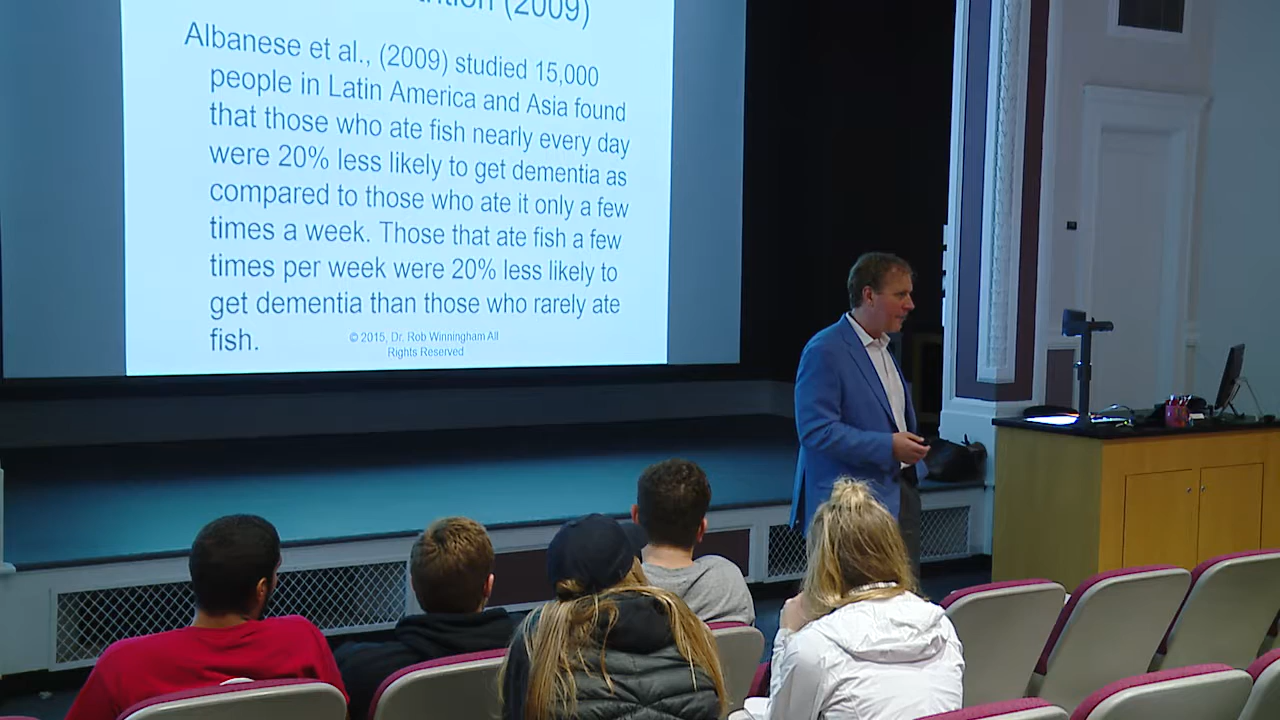 (2009)
Albanese et al., (2009) studied 15,000
people in Latin America and Asia found
that those who ate fish nearly every day
were 20% less likely to get dementia as
compared to those who ate it only a few
times a week. Those that ate fish a few
times per week were 20% less likely to
get dementia than those who rarely ate
fish.
© 2015, Dr. Rob Winningham All
Rights Reserved